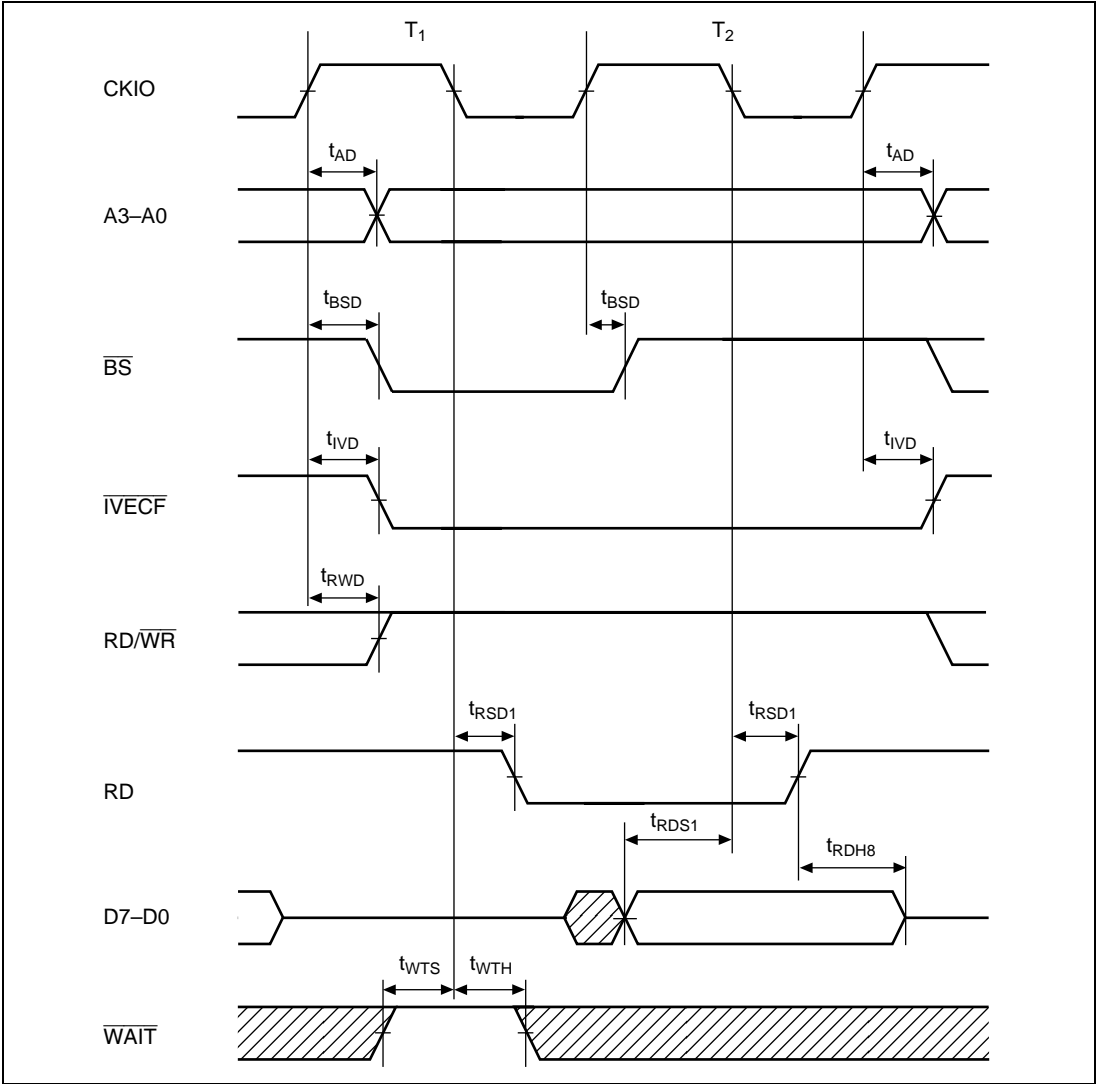 T1 T2
CKIO
tAD tAD
A3–A0
tBSD tBSD
BS
tIVD tIVD
IVECF
tRWD
RD/WR
tRSD1 tRSD1
RD
tRDS1
tRDH8
D7–D0
tWTS tWTH
WAIT